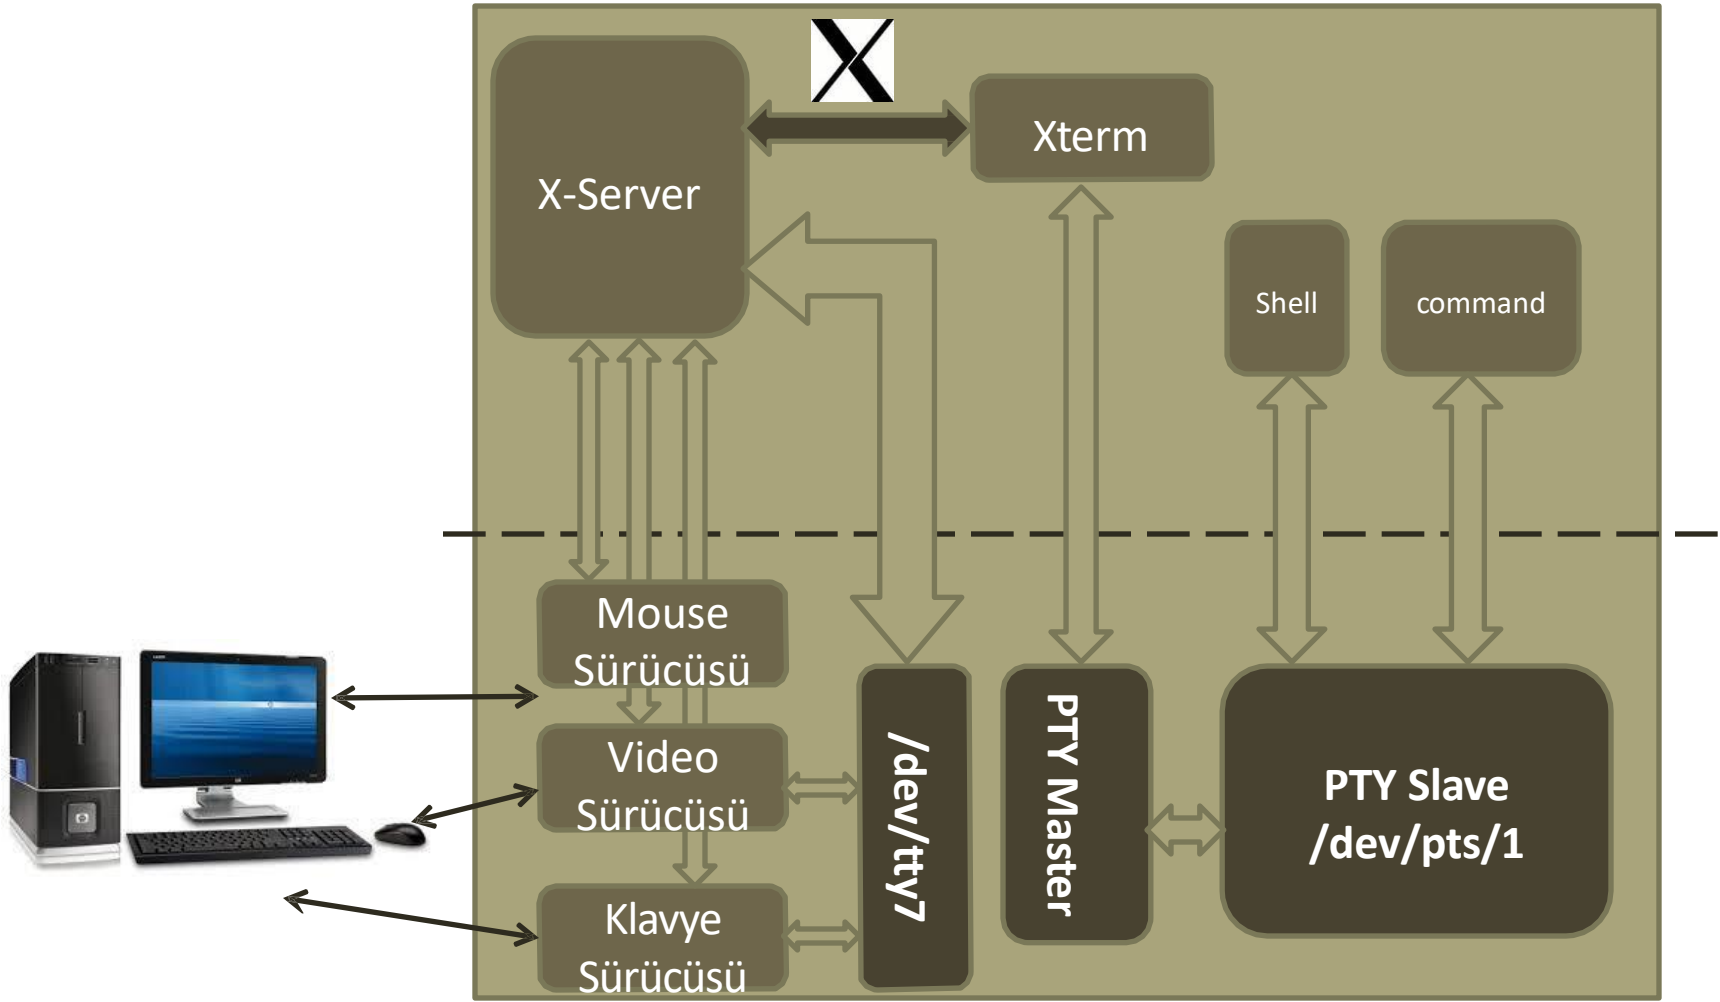 X-Server
Xterm
Shell
command
Mouse
Sürücüsü
Video
Sürücüsü
Klavye
Sürücüsü
/dev/tty7
PTY Master
PTY Slave
/dev/pts/1